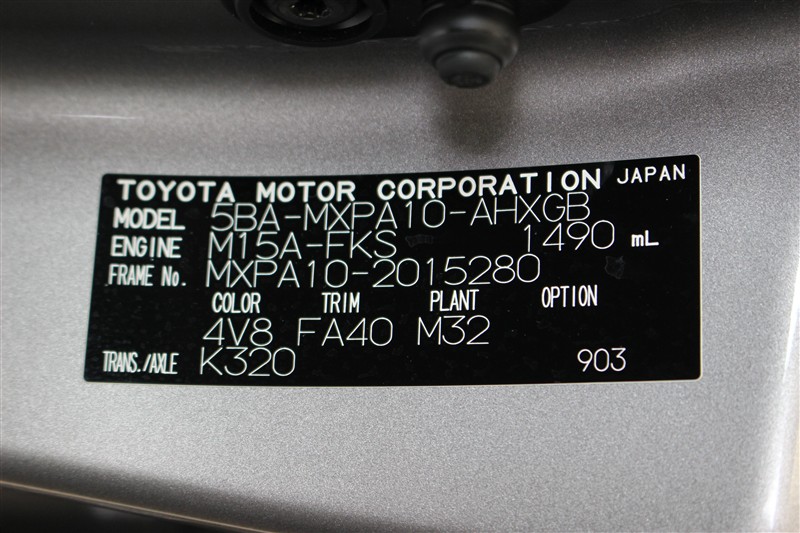 TOYOTA MOTOR CORPORATION JAPAN
MODEL 5BA-MXPA10-AHXGB
ENGINE M15A-FKS 1490 mL
FRAME No. MXPA10-2015280
COLOR TRIM PLANT OPTION
4V8 FA40 M32
TRANS./AXLE K320 903